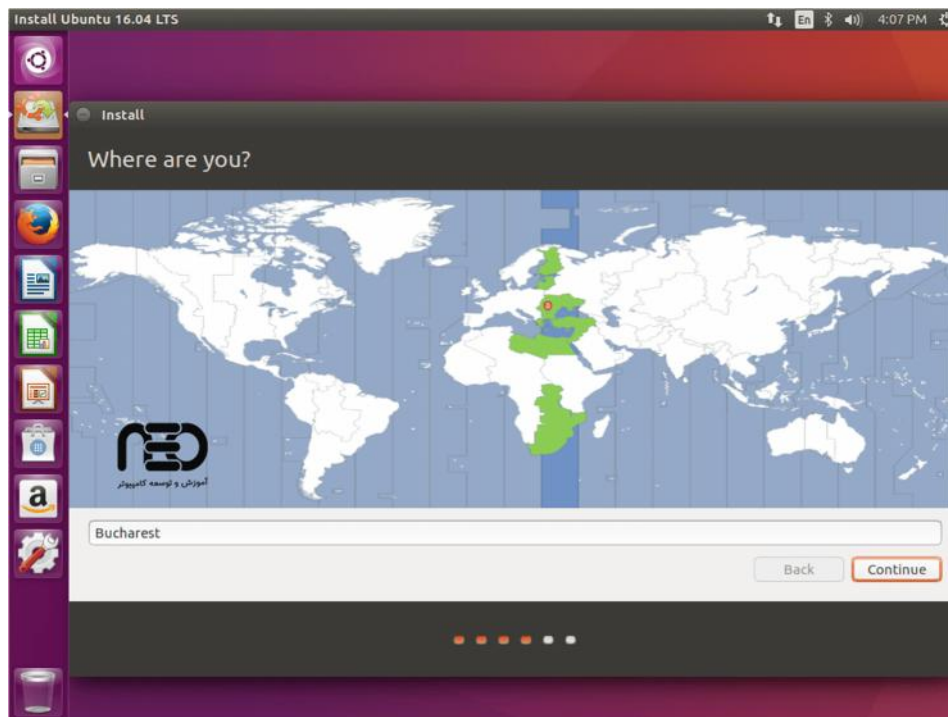 Install Ubuntu 16.04 LTS
En
4:07 PM
Install
Where are you?
NEO
آموزش و توسعه کامپیوتر
Bucharest
Back
Continue